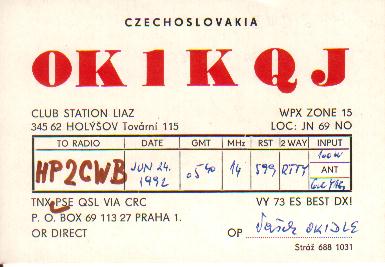 CZECHOSLOVAKIA
OK1KQJ
CLUB STATION LIAZ WPX ZONE 15
345 62 HOLÝŠOV Tovární 115 LOC: JN 69 NO
TO RADIO DATE GMT MHz RST 2 WAY INPUT
HP2CWB JUN 24. 1992 0540 14 599 RTTY 100W
ANT
TNX PSE QSL VIA CRC VY 73 ES BEST DX!
P. O. BOX 69 113 27 PRAHA 1.
OR DIRECT OP Vašek OK1DLE
Stráž 688 1031